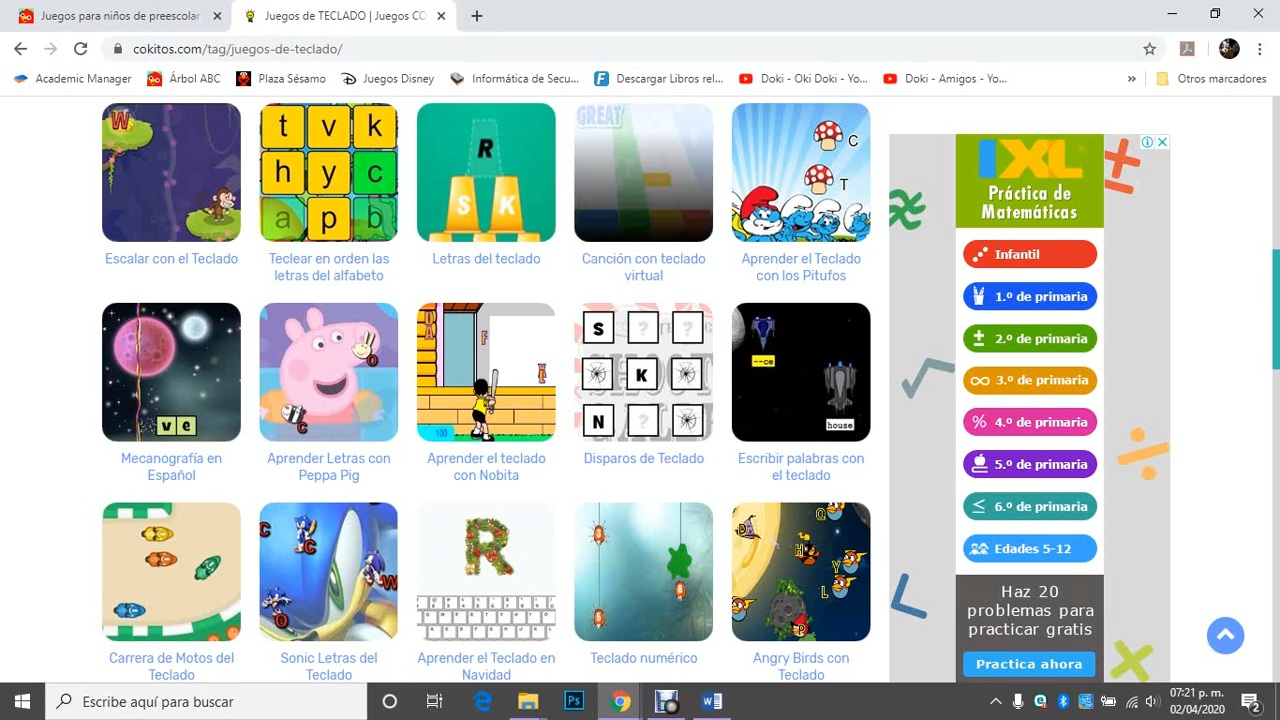 Juegos para niños de preescolar
Juegos de TECLADO | Juegos CO
cokitos.com/tag/juegos-de-teclado/
Academic Manager
Árbol ABC
Plaza Sésamo
Juegos Disney
Informática de Secu...
Descargar Libros rel...
Doki - Oki Doki - Yo...
Doki - Amigos - Yo...
»
Otros marcadores
W
t v k
h y c
a p b
R
S K
GREAT
C
T
Escalar con el Teclado
Teclear en orden las
letras del alfabeto
Letras del teclado
Canción con teclado
virtual
Aprender el Teclado
con los Pitufos
v e
O
C
F
100
S ? ?
K
N ?
--ce
house
Mecanografía en
Español
Aprender Letras con
Peppa Pig
Aprender el teclado
con Nobita
Disparos de Teclado
Escribir palabras con
el teclado
C
C
W
O
R
Q
D
H
Y
L
P
Carrera de Motos del
Teclado
Sonic Letras del
Teclado
Aprender el Teclado en
Navidad
Teclado numérico
Angry Birds con
Teclado
IXL
Práctica de
Matemáticas
Infantil
1.º de primaria
2.º de primaria
3.º de primaria
4.º de primaria
5.º de primaria
6.º de primaria
Edades 5-12
Haz 20
problemas para
practicar gratis
Practica ahora
Escribe aquí para buscar
Ps
07:21 p. m.
02/04/2020
2